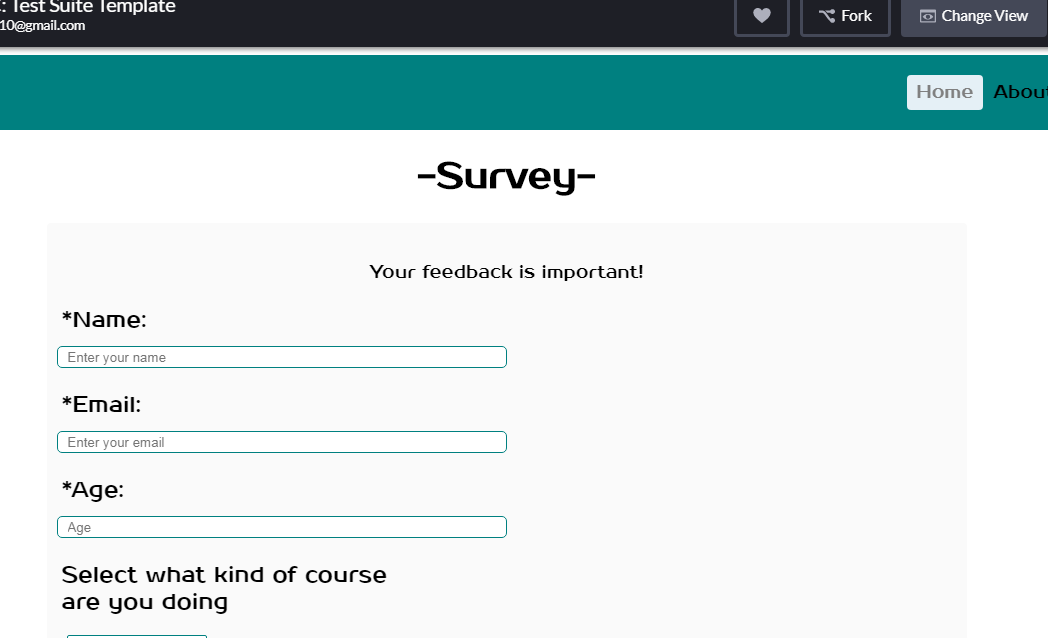 : Test Suite Template
10@gmail.com
Fork
Change View
Home
About
-Survey-
Your feedback is important!
*Name:
Enter your name
*Email:
Enter your email
*Age:
Age
Select what kind of course
are you doing